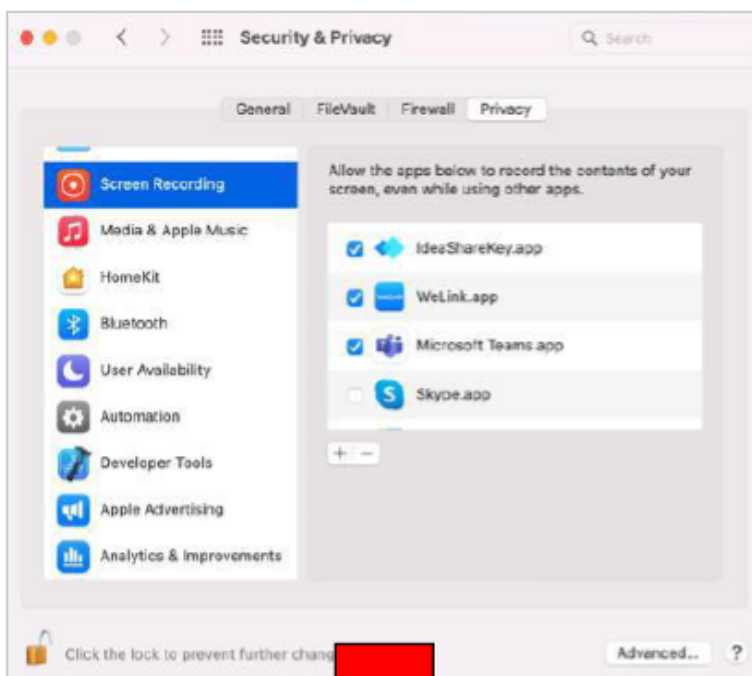 Security & Privacy
Search
General FileVault Firewall Privacy
Screen Recording
Media & Apple Music
HomeKit
Bluetooth
User Availability
Automation
Developer Tools
Apple Advertising
Analytics & Improvements
Allow the apps below to record the contents of your
screen, even while using other apps.
IdeaShareKey.app
WeLink.app
Microsoft Teams.app
Skype.app
+ −
Click the lock to prevent further
Advanced... ?